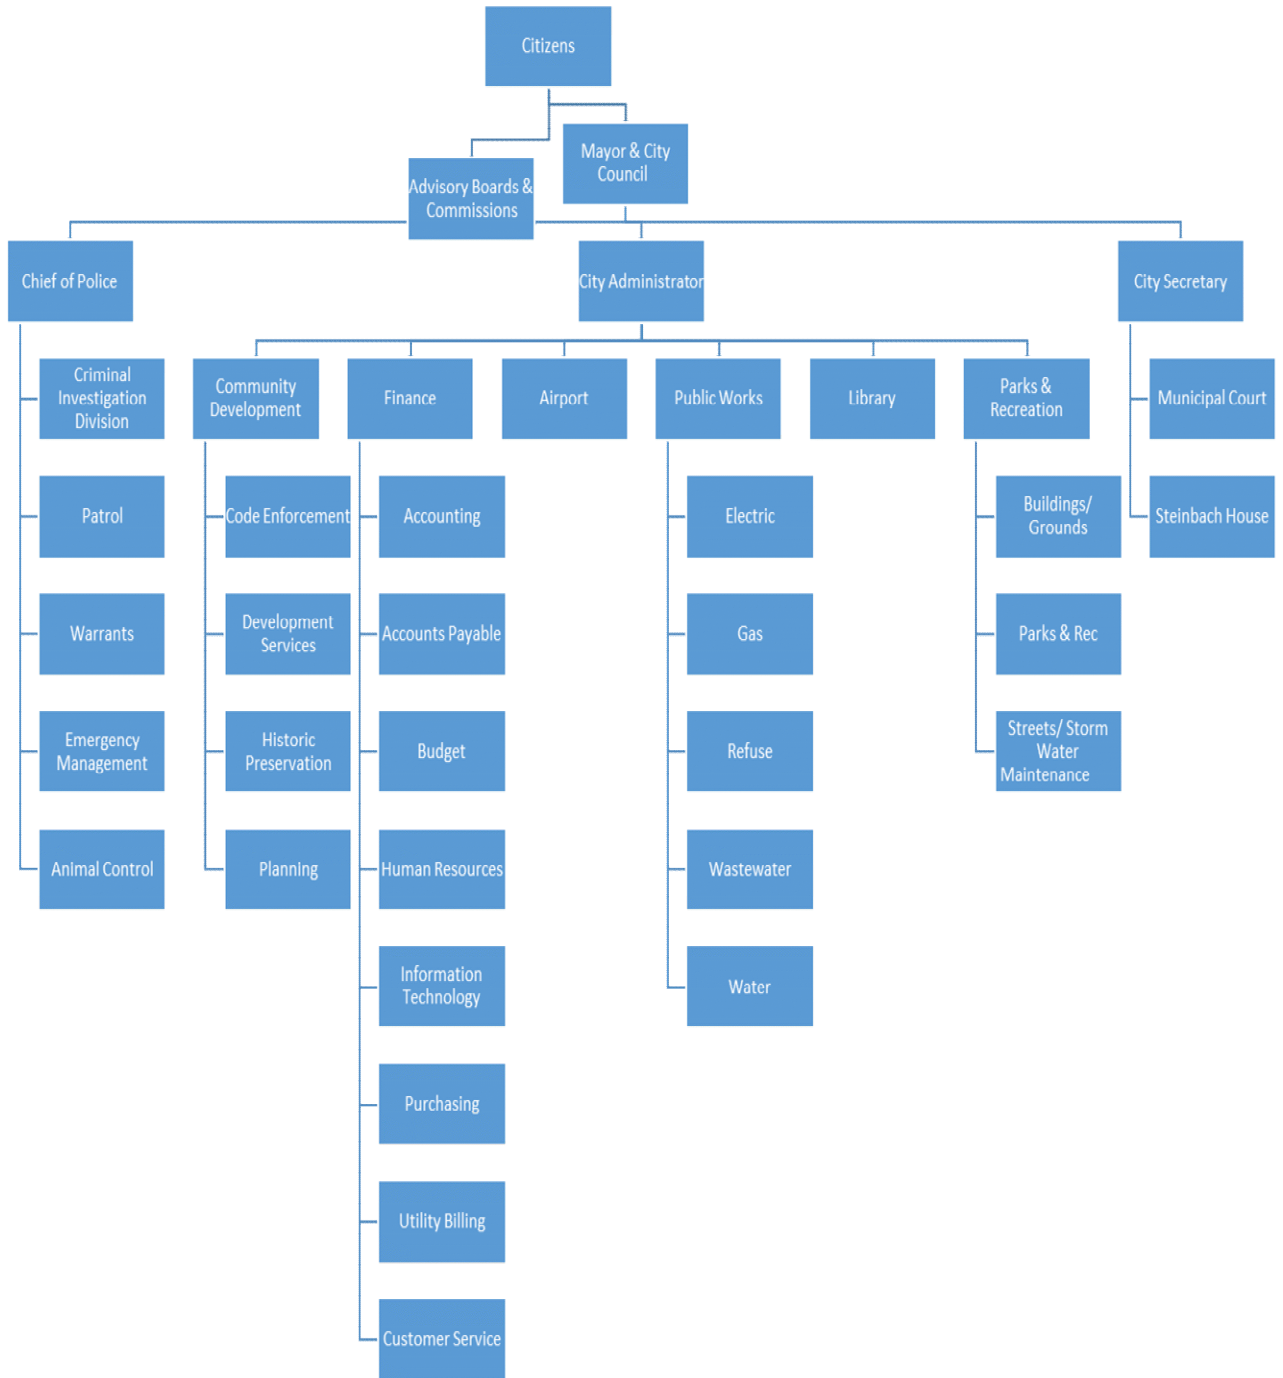 Citizens
Mayor & City
Council
Advisory Boards &
Commissions
Chief of Police
City Administrator
City Secretary
Criminal
Investigation
Division
Community
Development
Finance
Airport
Public Works
Library
Parks &
Recreation
Municipal Court
Patrol
Code Enforcement
Accounting
Electric
Buildings/
Grounds
Steinbach House
Warrants
Development
Services
Accounts Payable
Gas
Parks & Rec
Emergency
Management
Historic
Preservation
Budget
Refuse
Streets/ Storm
Water
Maintenance
Animal Control
Planning
Human Resources
Wastewater
Information
Technology
Water
Purchasing
Utility Billing
Customer Service